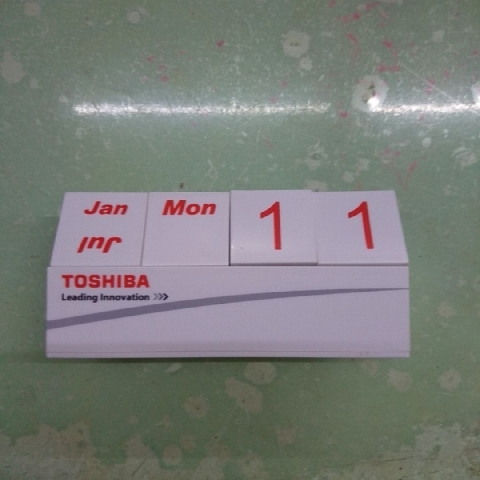 Jan Mon 1 1
Jul
TOSHIBA
Leading Innovation >>>